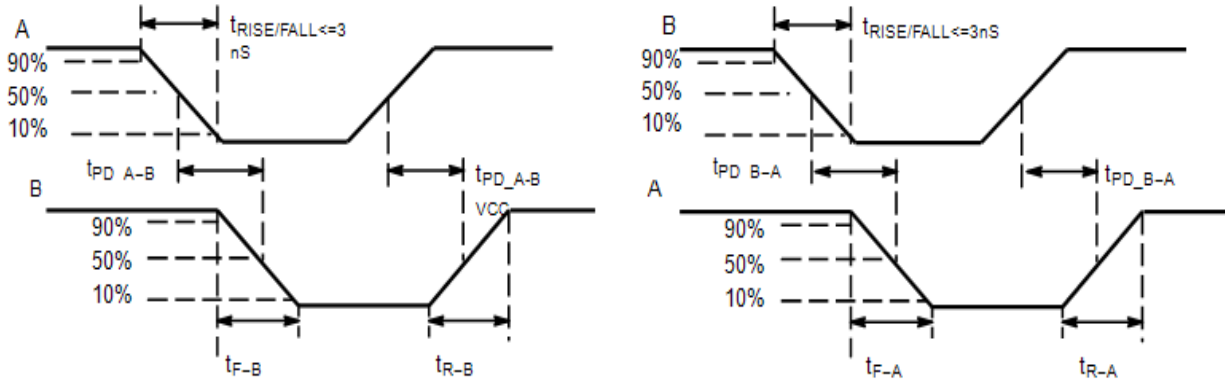 A
tRISE/FALL<=3
nS
90%
50%
10%
tPD A–B
tPD_A-B
VCC
B
90%
50%
10%
tF–B
tR–B
B
tRISE/FALL<=3nS
90%
50%
10%
tPD B–A
tPD_B–A
A
90%
50%
10%
tF–A
tR–A